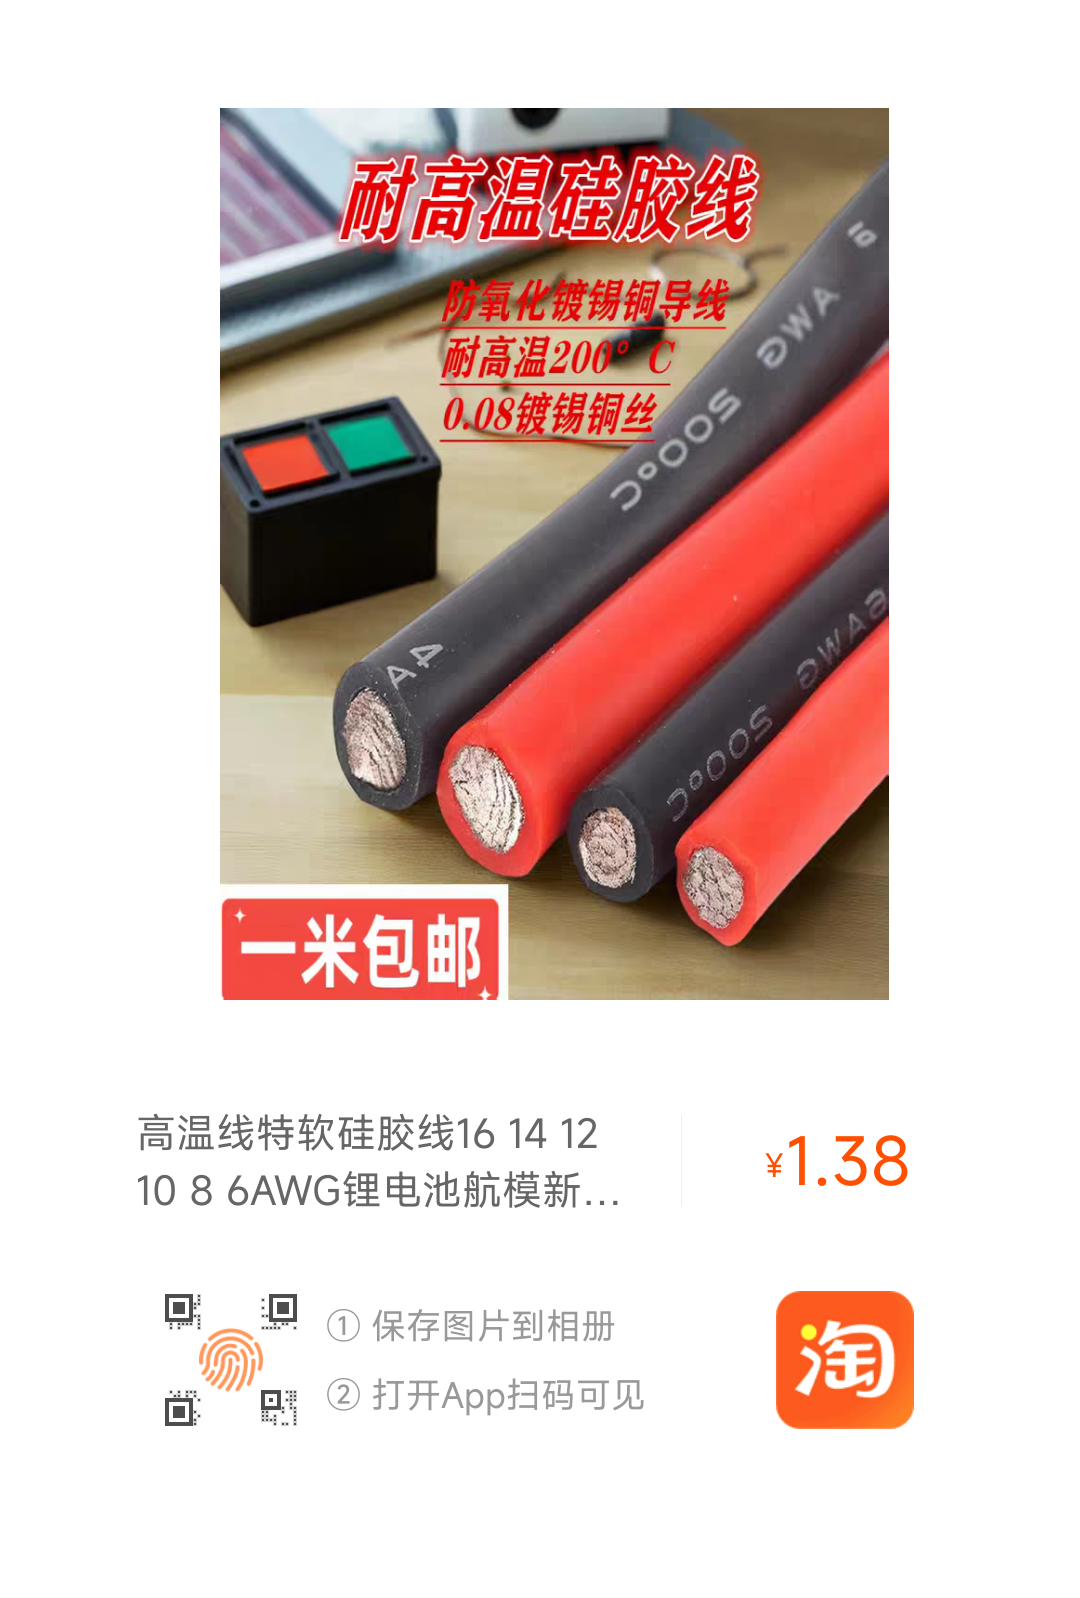 耐高温硅胶线
防氧化镀锡铜导线
耐高温200°C
0.08镀锡铜丝
AWG
200°C
A4
6AWG
200°C
一米包邮
高温线特软硅胶线16 14 12
10 8 6AWG锂电池航模新...
¥1.38
① 保存图片到相册
② 打开App扫码可见
淘